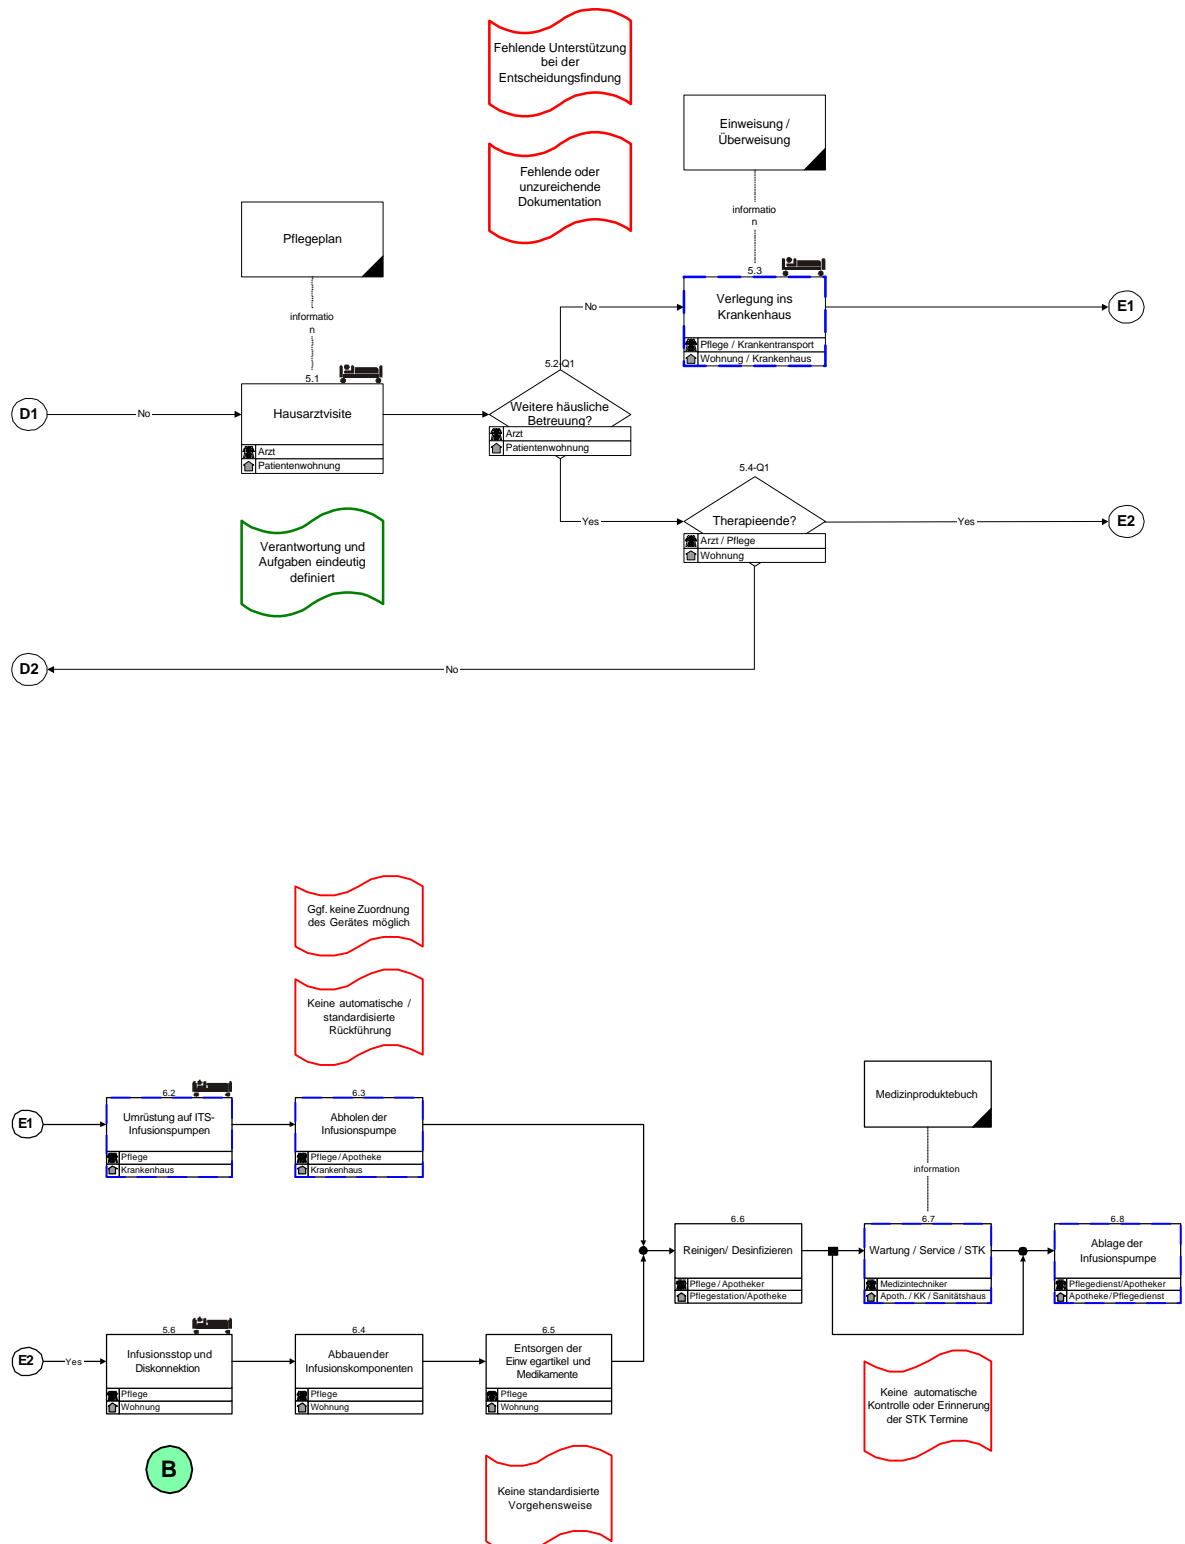 Fehlende Unterstützung
bei der
Entscheidungsfindung
Einweisung /
Überweisung
Fehlende oder
unzureichende
Dokumentation
informatio
n
Pflegeplan
informatio
n
5.3
Verlegung ins
Krankenhaus
Pflege / Krankentransport
Wohnung / Krankenhaus
No
E1
5.1
Hausarztvisite
Arzt
Patientenwohnung
D1
No
5.2-Q1
Weitere häusliche
Betreuung?
Arzt
Patientenwohnung
5.4-Q1
Yes
Therapieende?
Arzt / Pflege
Wohnung
Yes
E2
Verantwortung und
Aufgaben eindeutig
definiert
D2
No
Ggf. keine Zuordnung
des Gerätes möglich
Keine automatische /
standardisierte
Rückführung
Medizinproduktebuch
information
E1
6.2
Umrüstung auf ITS-
Infusionspumpen
Pflege
Krankenhaus
6.3
Abholen der
Infusionspumpe
Pflege/Apotheke
Krankenhaus
6.6
Reinigen/ Desinfizieren
Pflege / Apotheker
Pflegestation/Apotheke
6.7
Wartung / Service / STK
Medizintechniker
Apoth. / KK / Sanitätshaus
6.8
Ablage der
Infusionspumpe
Pflegedienst/Apotheker
Apotheke/Pflegedienst
E2
Yes
5.6
Infusionsstop und
Diskonnektion
Pflege
Wohnung
6.4
Abbauen der
Infusionskomponenten
Pflege
Wohnung
6.5
Entsorgen der
Einw egartikel und
Medikamente
Pflege
Wohnung
Keine automatische
Kontrolle oder Erinnerung
der STK Termine
B
Keine standardisierte
Vorgehensweise